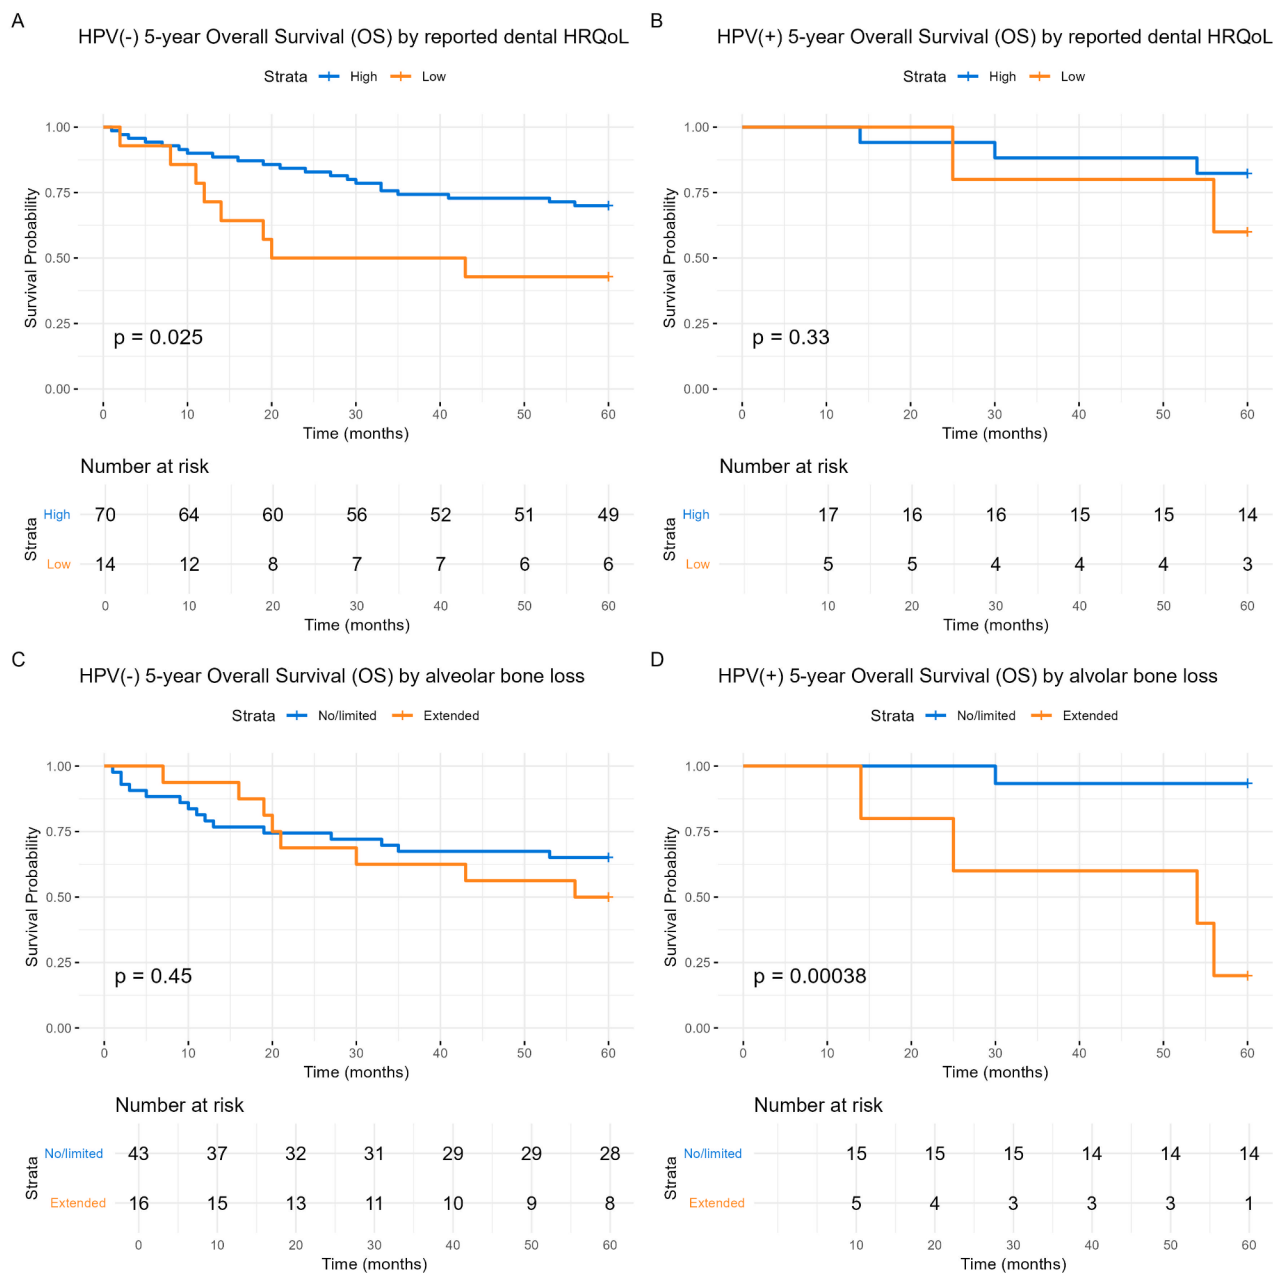 A
HPV(-) 5-year Overall Survival (OS) by reported dental HRQoL
Strata High Low
1.00
0.75
0.50
0.25
0.00
Survival Probability
p = 0.025
0 10 20 30 40 50 60
Time (months)
Number at risk
Strata
High 70 64 60 56 52 51 49
Low 14 12 8 7 7 6 6
0 10 20 30 40 50 60
Time (months)
B
HPV(+) 5-year Overall Survival (OS) by reported dental HRQoL
Strata High Low
1.00
0.75
0.50
0.25
0.00
Survival Probability
p = 0.33
0 10 20 30 40 50 60
Time (months)
Number at risk
Strata
High 17 16 16 15 15 14
Low 5 5 4 4 4 3
10 20 30 40 50 60
Time (months)
C
HPV(-) 5-year Overall Survival (OS) by alveolar bone loss
Strata No/limited Extended
1.00
0.75
0.50
0.25
0.00
Survival Probability
p = 0.45
0 10 20 30 40 50 60
Time (months)
Number at risk
Strata
No/limited 43 37 32 31 29 29 28
Extended 16 15 13 11 10 9 8
0 10 20 30 40 50 60
Time (months)
D
HPV(+) 5-year Overall Survival (OS) by alvolar bone loss
Strata No/limited Extended
1.00
0.75
0.50
0.25
0.00
Survival Probability
p = 0.00038
0 10 20 30 40 50 60
Time (months)
Number at risk
Strata
No/limited 15 15 15 14 14 14
Extended 5 4 3 3 3 1
10 20 30 40 50 60
Time (months)